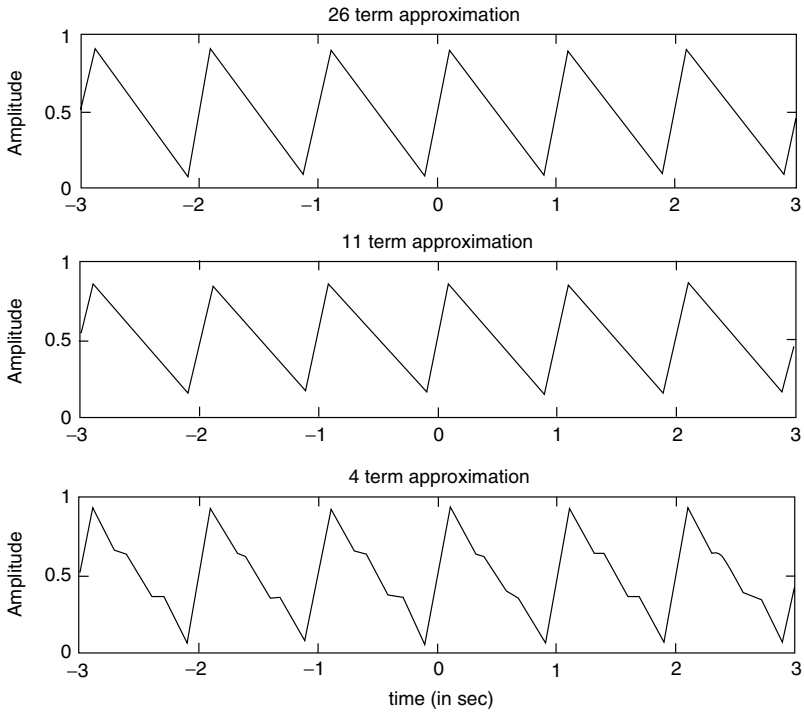 26 term approximation
1
Amplitude
0.5
0
−3 −2 −1 0 1 2 3
11 term approximation
1
Amplitude
0.5
0
−3 −2 −1 0 1 2 3
4 term approximation
1
Amplitude
0.5
0
−3 −2 −1 0 1 2 3
time (in sec)